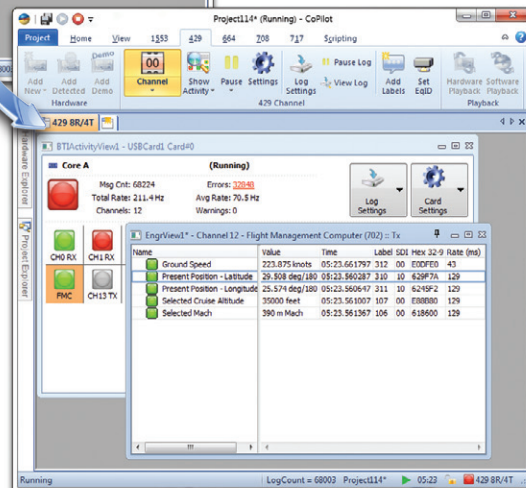 Project114* (Running) - CoPilot
Project Home View 1553 429 664 708 717 Scripting
Add New Add Detected Add Demo Channel Show Activity Pause Settings Log Settings Pause Log View Log Add Labels Set EqID Hardware Playback Software Playback
Demo
Hardware 429 Channel Playback
429 8R/4T
Hardware Explorer
Project Explorer
BTIActivityView1 - USBCard1 Card#0
Core A (Running)
Msg Cnt: 68224 Errors: 32848
Total Rate: 211.4 Hz Avg Rate: 70.5 Hz
Channels: 12 Warnings: 0
Log Settings Card Settings
CH0 RX CH1 RX
FMC CH13 TX
EngrView1* - Channel 12 - Flight Management Computer (702) :: Tx
Name Value Time Label SDI Hex 32-9 Rate (ms)
Ground Speed 223.875 knots 05:23.661797 312 00 E0DFE0 43
Present Position - Latitude 29.508 deg/180 05:23.560287 310 10 629F7A 129
Present Position - Longitude 25.574 deg/180 05:23.560647 311 10 6245F2 129
Selected Cruise Altitude 35000 feet 05:23.561007 107 00 E88B80 129
Selected Mach 390 m Mach 05:23.561367 106 00 618600 129
Running LogCount = 68003 Project114* 05:23 429 8R/4T